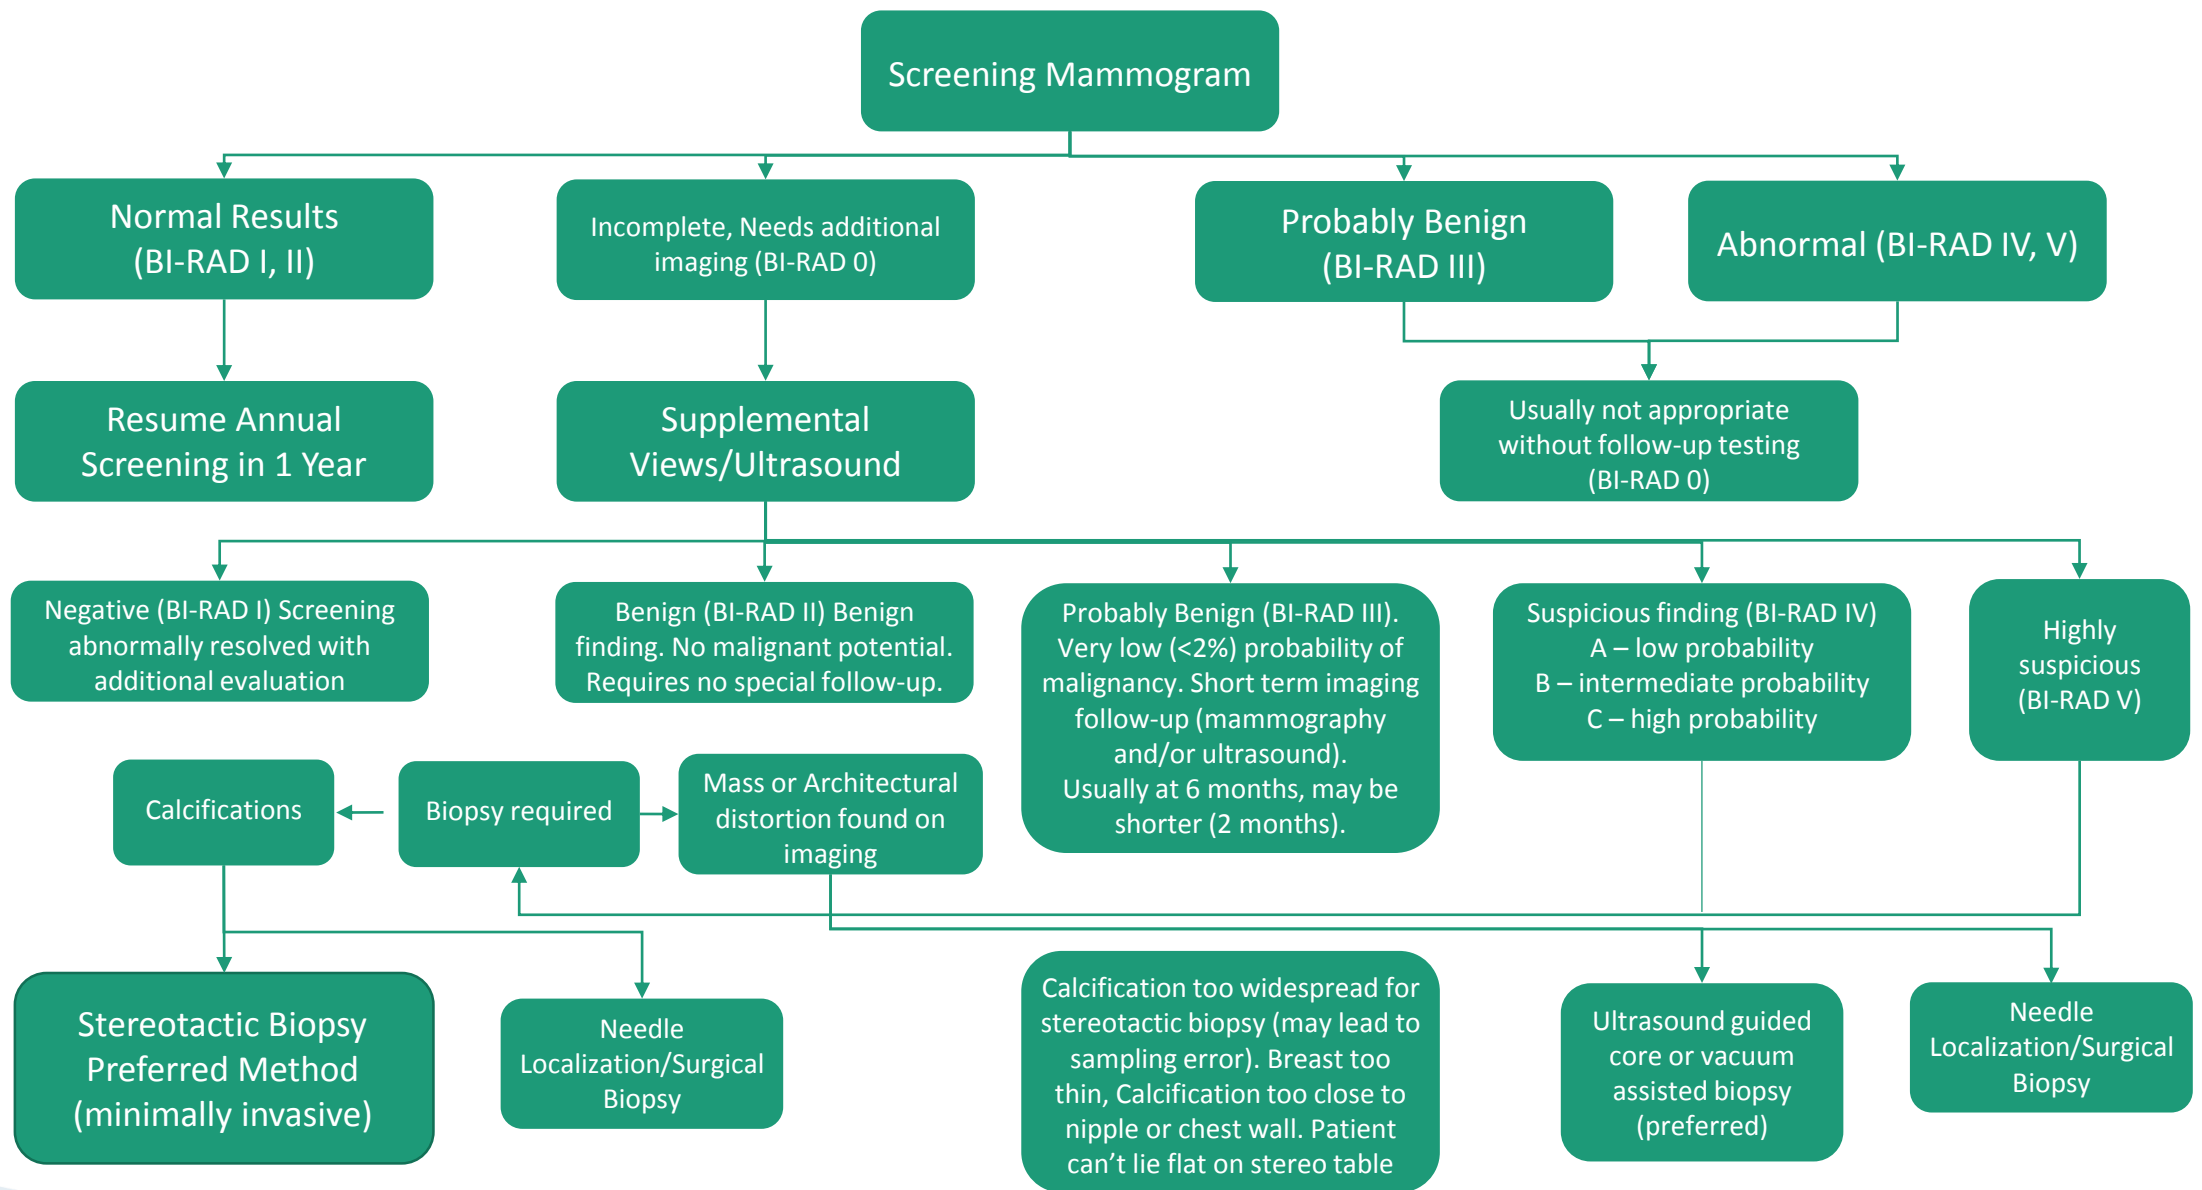 Screening Mammogram
Normal Results
(BI-RAD I, II)
Incomplete, Needs additional
imaging (BI-RAD 0)
Probably Benign
(BI-RAD III)
Abnormal (BI-RAD IV, V)
Resume Annual
Screening in 1 Year
Supplemental
Views/Ultrasound
Usually not appropriate
without follow-up testing
(BI-RAD 0)
Negative (BI-RAD I) Screening
abnormally resolved with
additional evaluation
Benign (BI-RAD II) Benign
finding. No malignant potential.
Requires no special follow-up.
Probably Benign (BI-RAD III).
Very low (<2%) probability of
malignancy. Short term imaging
follow-up (mammography
and/or ultrasound).
Usually at 6 months, may be
shorter (2 months).
Suspicious finding (BI-RAD IV)
A – low probability
B – intermediate probability
C – high probability
Highly
suspicious
(BI-RAD V)
Calcifications
Biopsy required
Mass or Architectural
distortion found on
imaging
Stereotactic Biopsy
Preferred Method
(minimally invasive)
Needle
Localization/Surgical
Biopsy
Calcification too widespread for
stereotactic biopsy (may lead to
sampling error). Breast too
thin, Calcification too close to
nipple or chest wall. Patient
can't lie flat on stereo table
Ultrasound guided
core or vacuum
assisted biopsy
(preferred)
Needle
Localization/Surgical
Biopsy